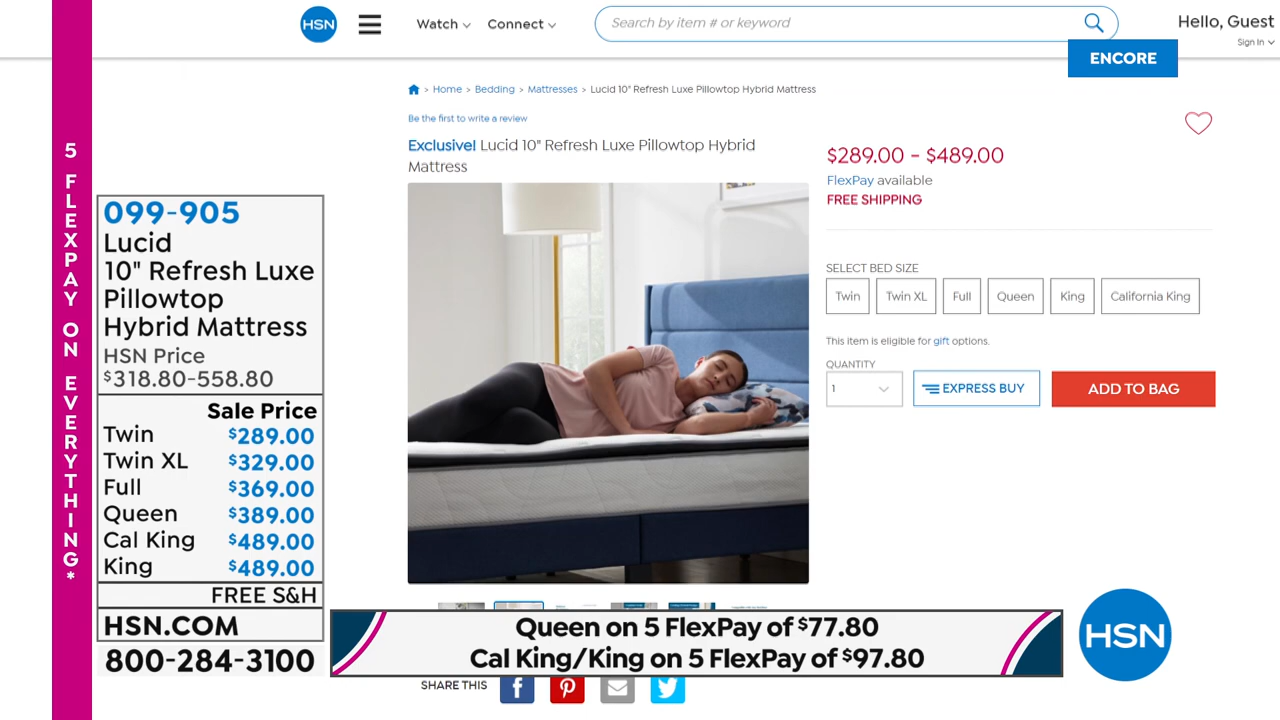 HSN
Watch
Connect
Search by item # or keyword
Hello, Guest
Sign In
ENCORE
> Home > Bedding > Mattresses > Lucid 10" Refresh Luxe Pillowtop Hybrid Mattress
Be the first to write a review
Exclusive! Lucid 10" Refresh Luxe Pillowtop Hybrid
Mattress
$289.00 - $489.00
FlexPay available
FREE SHIPPING
SELECT BED SIZE
Twin
Twin XL
Full
Queen
King
California King
This item is eligible for gift options.
QUANTITY
1
EXPRESS BUY
ADD TO BAG
5 FLEXPAY ON EVERYTHING*
099-905
Lucid
10" Refresh Luxe
Pillowtop
Hybrid Mattress
HSN Price
$318.80-558.80
Sale Price
Twin $289.00
Twin XL $329.00
Full $369.00
Queen $389.00
Cal King $489.00
King $489.00
FREE S&H
HSN.COM
800-284-3100
Queen on 5 FlexPay of $77.80
Cal King/King on 5 FlexPay of $97.80
HSN
SHARE THIS